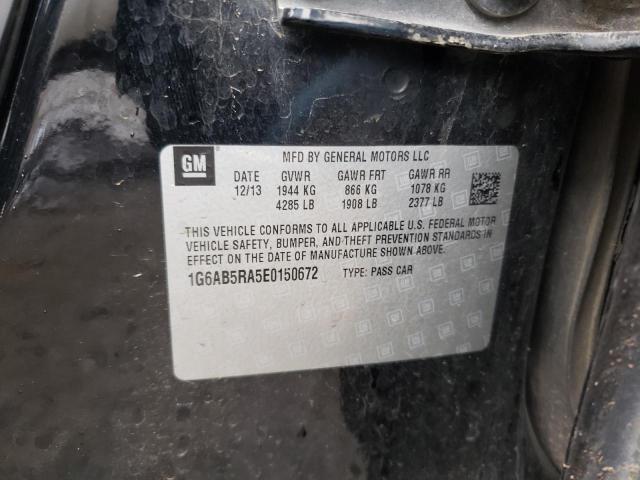 GM
MFD BY GENERAL MOTORS LLC
DATE GVWR GAWR FRT GAWR RR
12/13 1944 KG 866 KG 1078 KG
4285 LB 1908 LB 2377 LB
THIS VEHICLE CONFORMS TO ALL APPLICABLE U.S. FEDERAL MOTOR
VEHICLE SAFETY, BUMPER, AND THEFT PREVENTION STANDARDS IN
EFFECT ON THE DATE OF MANUFACTURE SHOWN ABOVE.
1G6AB5RA5E0150672 TYPE: PASS CAR